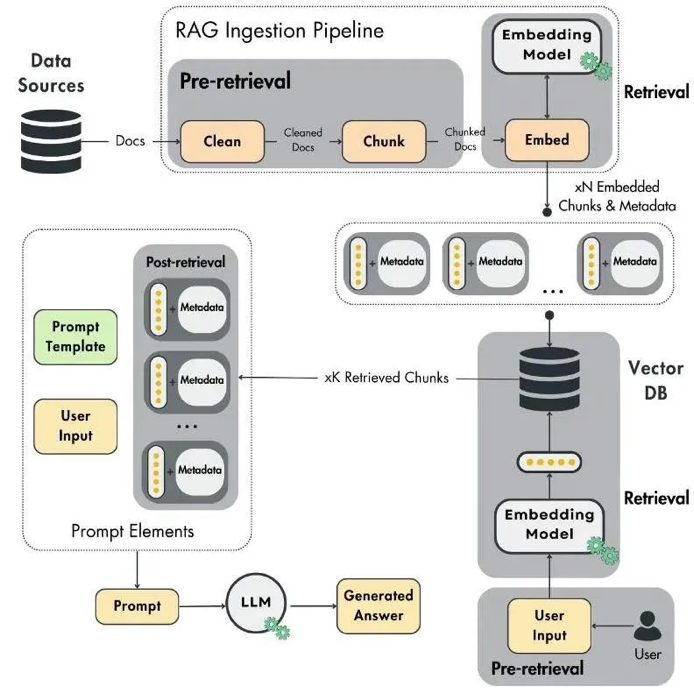 RAG Ingestion Pipeline
Embedding
Model
Data
Sources
Pre-retrieval
Retrieval
Docs
Clean
Cleaned
Docs
Chunk
Chunked
Docs
Embed
xN Embedded
Chunks & Metadata
+ Metadata
+ Metadata
...
+ Metadata
Post-retrieval
+ Metadata
Prompt
Template
+ Metadata
User
Input
...
+ Metadata
Prompt Elements
xK Retrieved Chunks
Vector
DB
Retrieval
Embedding
Model
Prompt
LLM
Generated
Answer
User
Input
User
Pre-retrieval